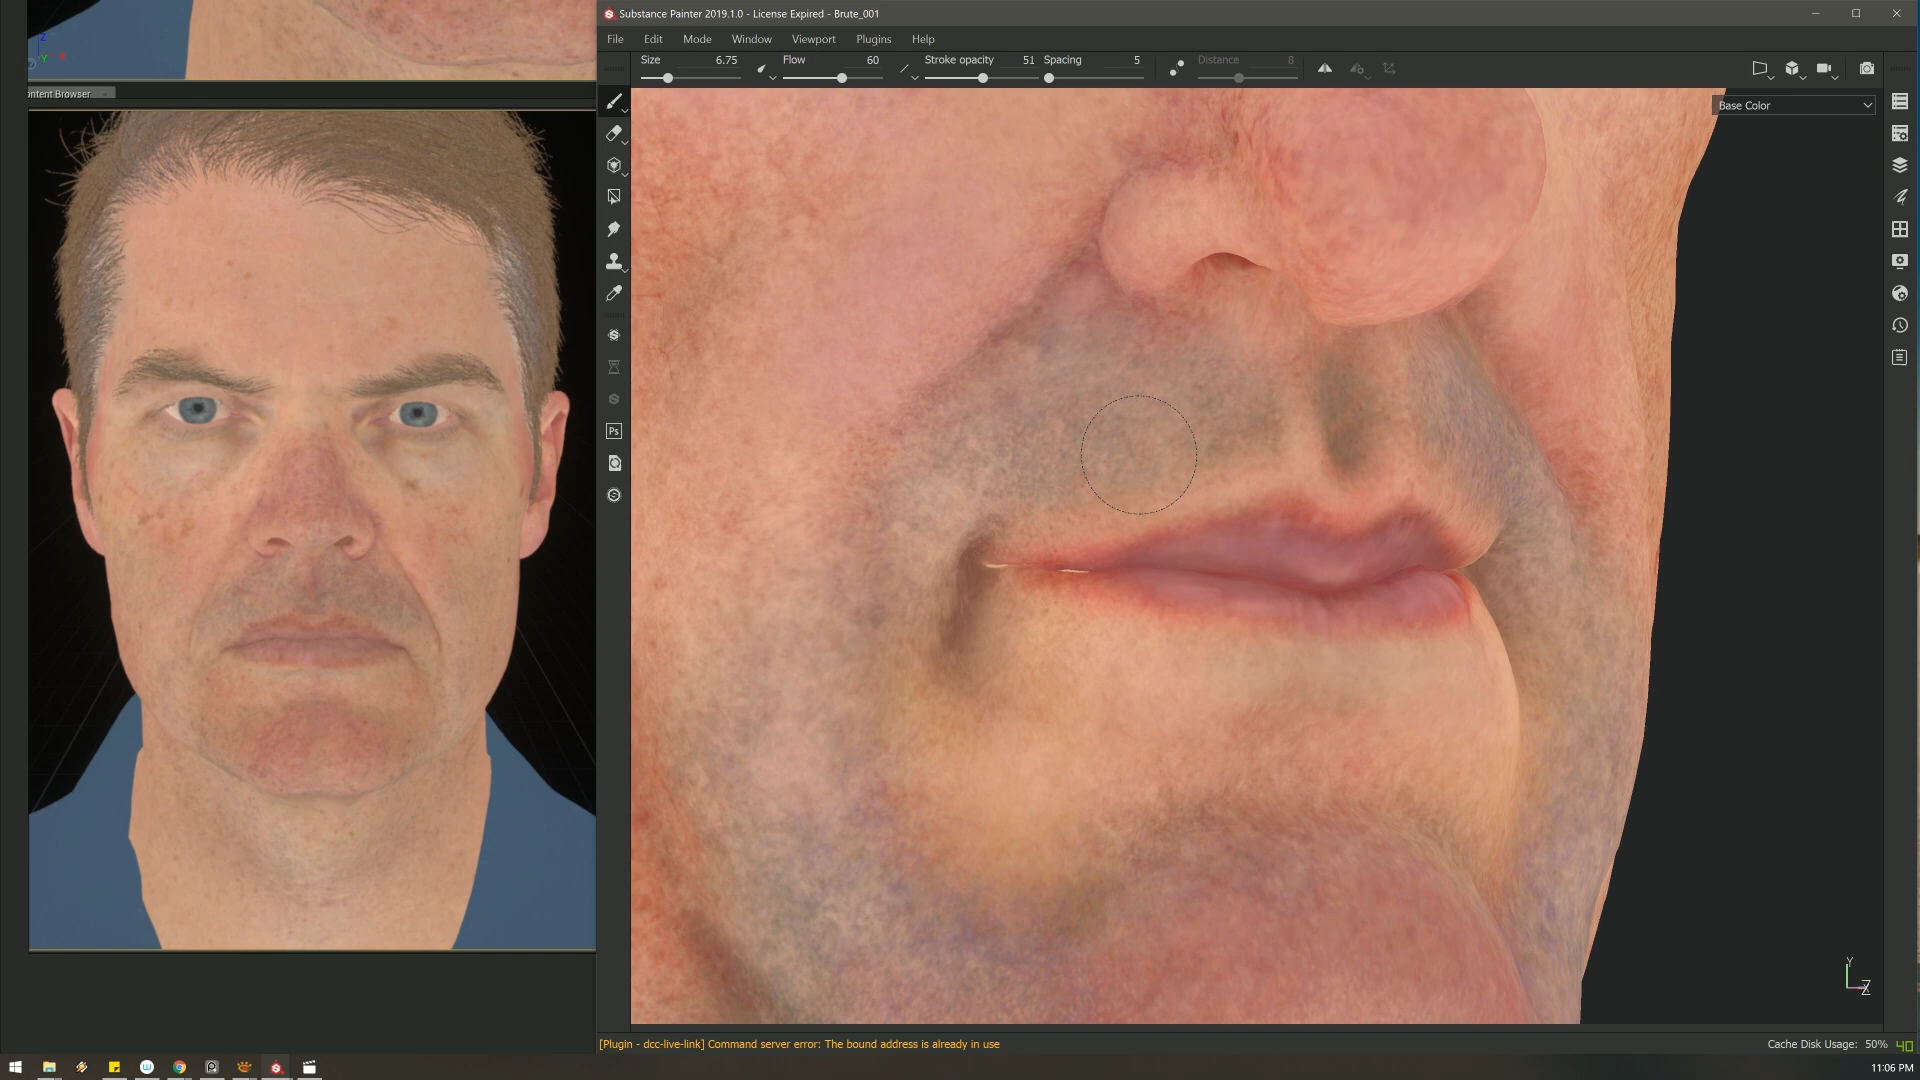 Substance Painter 2019.1.0 - License Expired - Brute_001
File Edit Mode Window Viewport Plugins Help
Size 6.75 Flow 60 Stroke opacity 51 Spacing 5 Distance 8
Z
Y
ontent Browser
Base Color
Ps
Y
Z
[Plugin - dcc-live-link] Command server error: The bound address is already in use
Cache Disk Usage: 50%
40
11:06 PM